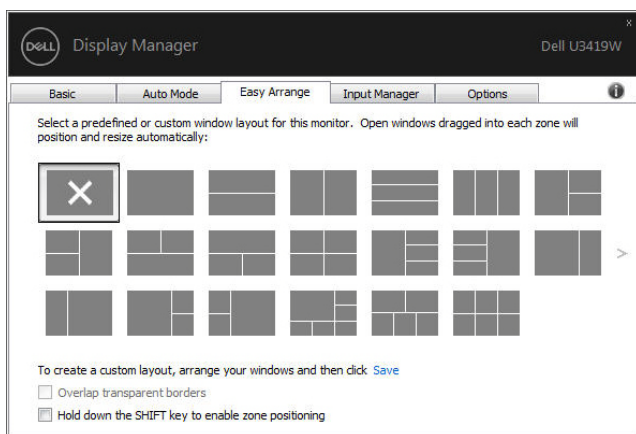 x
DELL Display Manager Dell U3419W
Basic Auto Mode Easy Arrange Input Manager Options i
Select a predefined or custom window layout for this monitor. Open windows dragged into each zone will
position and resize automatically:
>
To create a custom layout, arrange your windows and then click Save
Overlap transparent borders
Hold down the SHIFT key to enable zone positioning